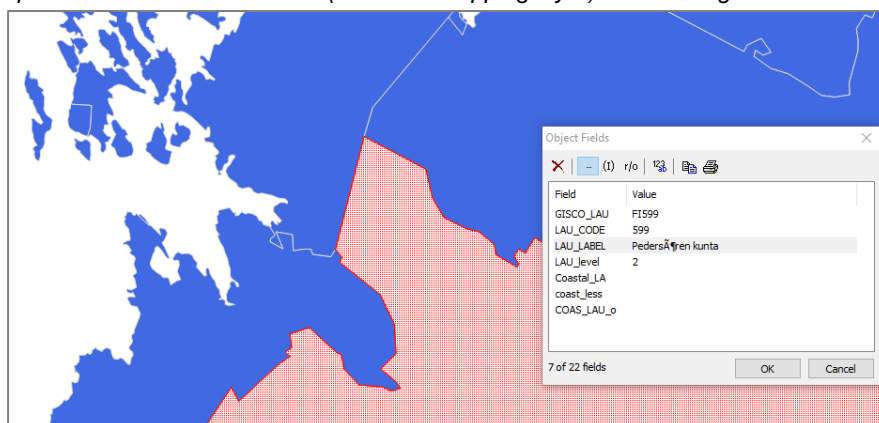 Object Fields
-- (I) r/o 123 ab
Field Value
GISCO_LAU FI599
LAU_CODE 599
LAU_LABEL PedersÃ¶ren kunta
LAU_level 2
Coastal_LA
coast_less
COAS_LAU_o
7 of 22 fields OK Cancel